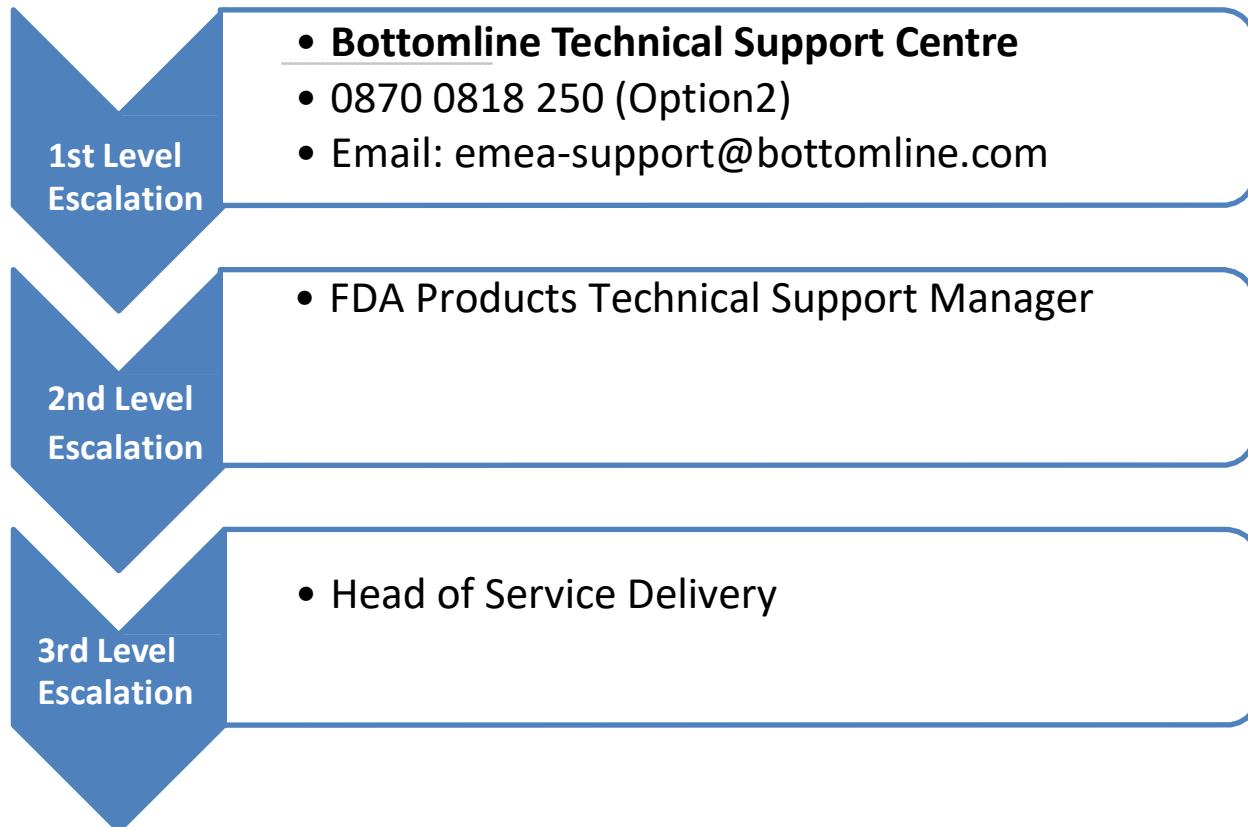 1st Level
Escalation
• Bottomline Technical Support Centre
• 0870 0818 250 (Option2)
• Email: emea-support@bottomline.com
2nd Level
Escalation
• FDA Products Technical Support Manager
3rd Level
Escalation
• Head of Service Delivery